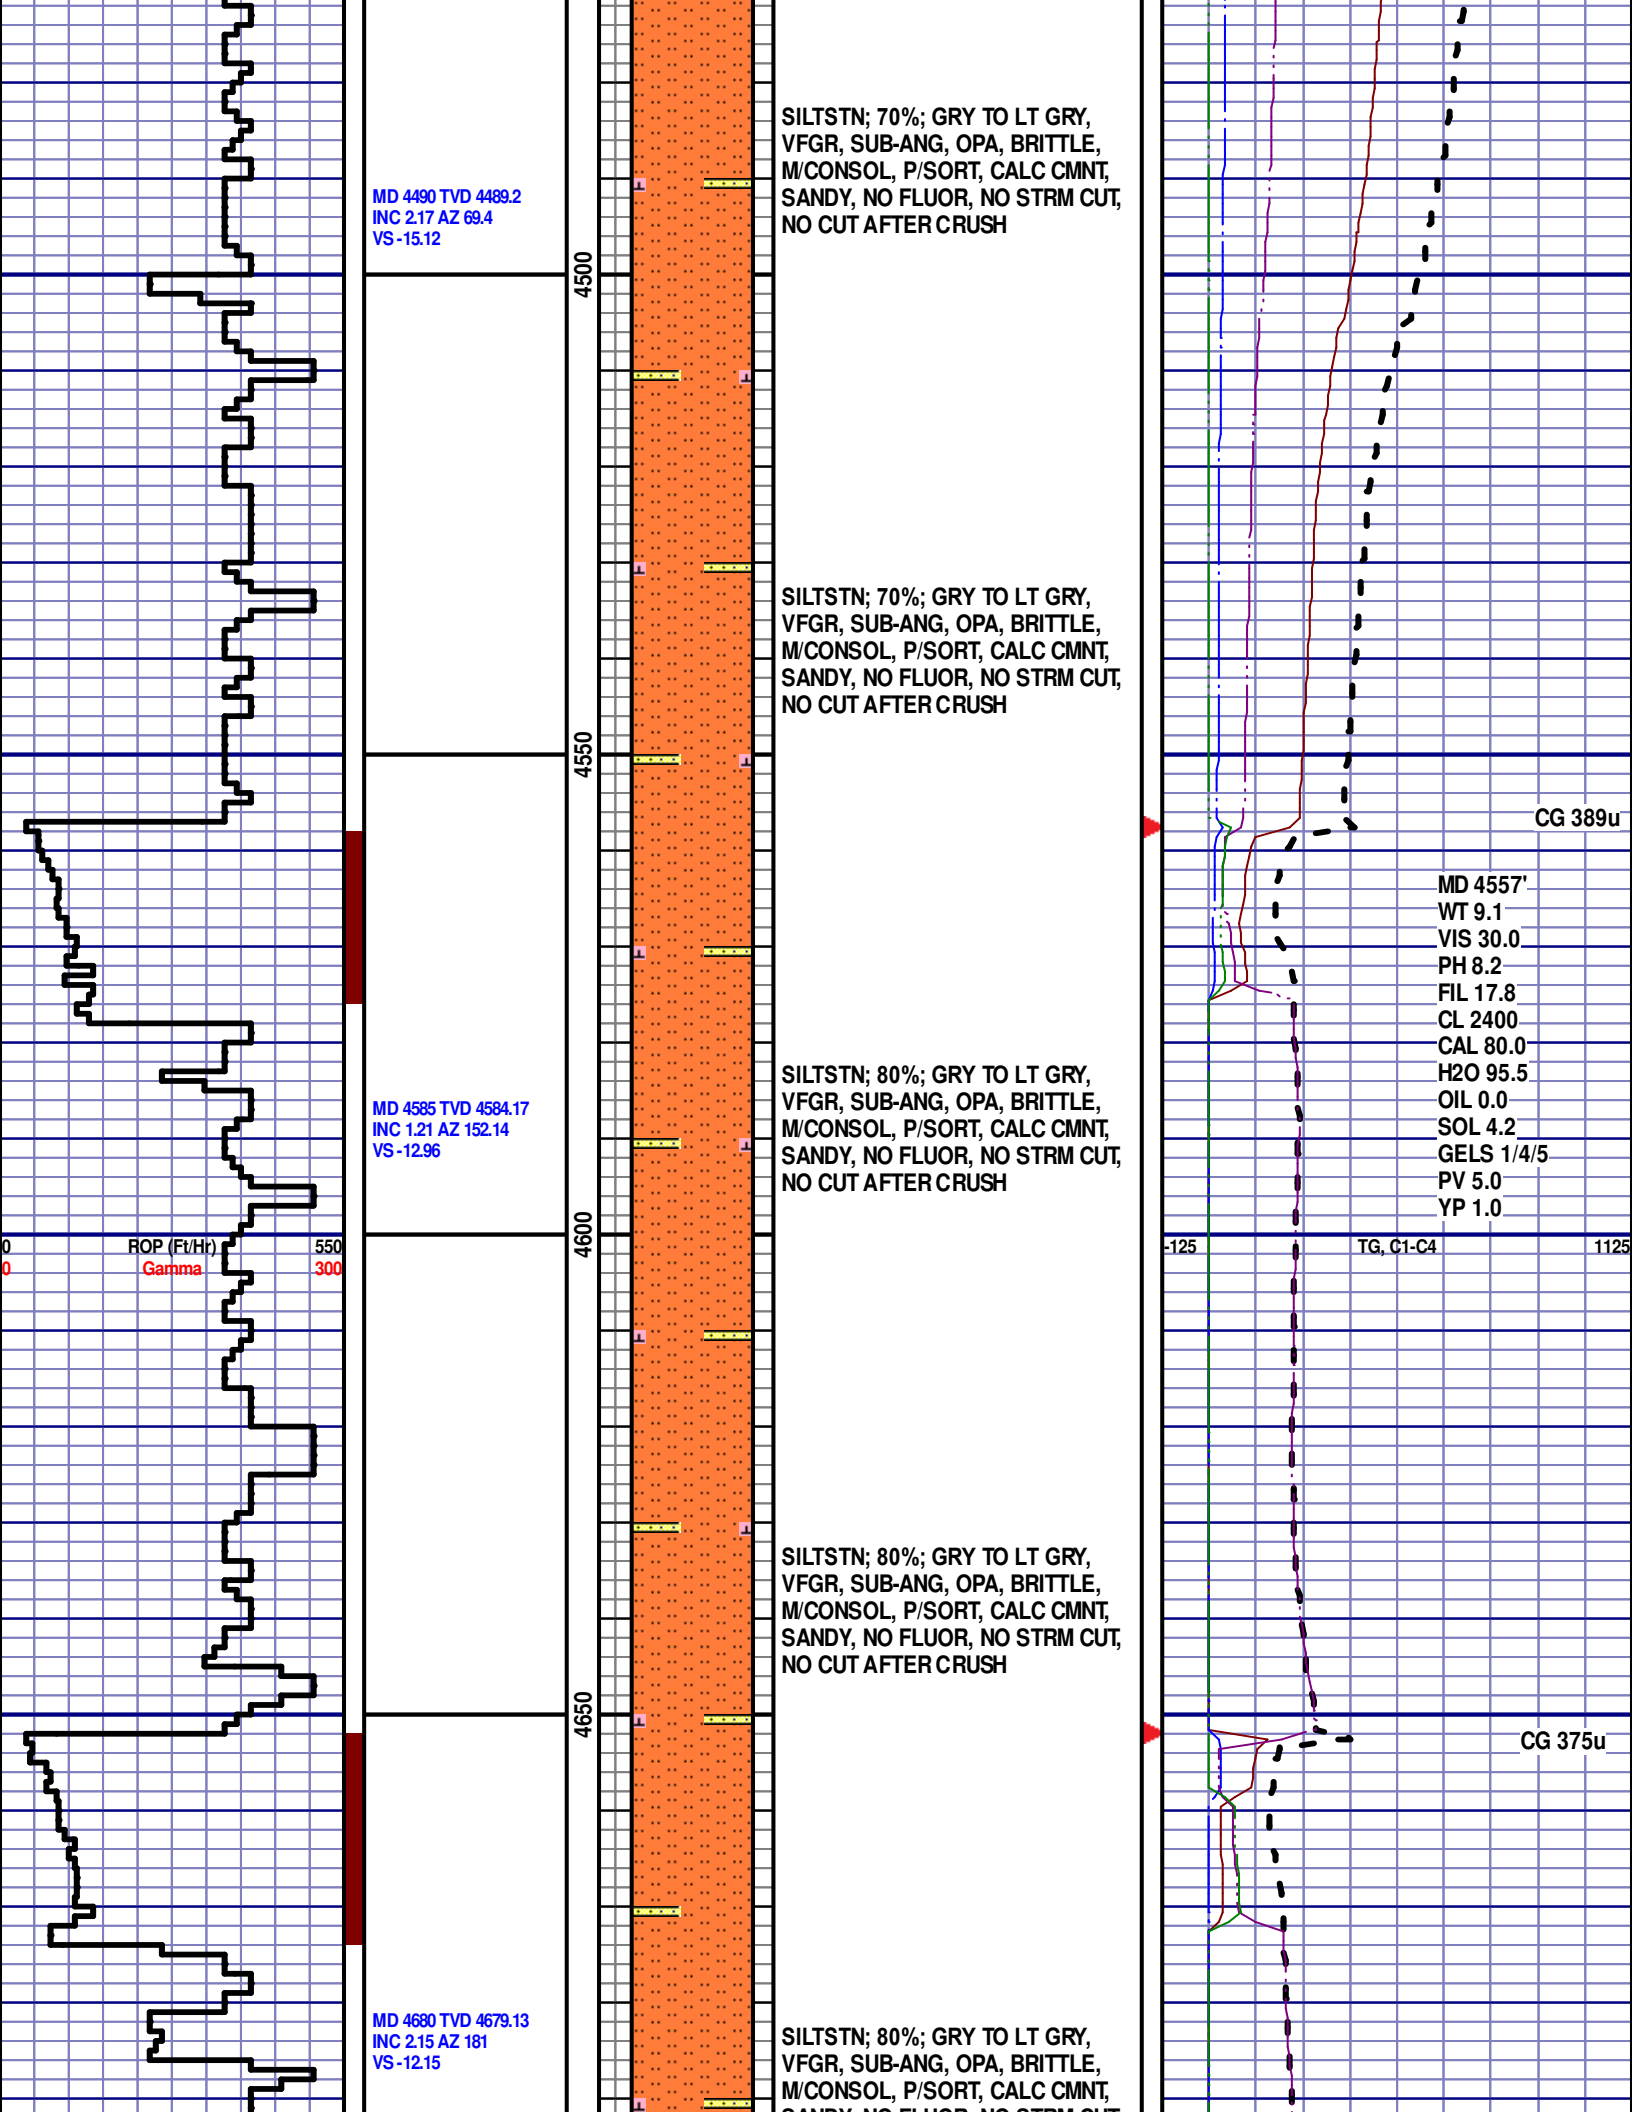 SILTSTN; 70%; GRY TO LT GRY,
VFGR, SUB-ANG, OPA, BRITTLE,
M/CONSOL, P/SORT, CALC CMNT,
SANDY, NO FLUOR, NO STRM CUT,
NO CUT AFTER CRUSH
MD 4490 TVD 4489.2
INC 2.17 AZ 69.4
VS -15.12
4500
SILTSTN; 70%; GRY TO LT GRY,
VFGR, SUB-ANG, OPA, BRITTLE,
M/CONSOL, P/SORT, CALC CMNT,
SANDY, NO FLUOR, NO STRM CUT,
NO CUT AFTER CRUSH
4550
CG 389u
MD 4557'
WT 9.1
VIS 30.0
PH 8.2
FIL 17.8
CL 2400
CAL 80.0
H2O 95.5
OIL 0.0
SOL 4.2
GELS 1/4/5
PV 5.0
YP 1.0
SILTSTN; 80%; GRY TO LT GRY,
VFGR, SUB-ANG, OPA, BRITTLE,
M/CONSOL, P/SORT, CALC CMNT,
SANDY, NO FLUOR, NO STRM CUT,
NO CUT AFTER CRUSH
MD 4585 TVD 4584.17
INC 1.21 AZ 152.14
VS -12.96
4600
0 ROP (Ft/Hr) 550
0 Gamma 300
-125 TG, C1-C4 1125
SILTSTN; 80%; GRY TO LT GRY,
VFGR, SUB-ANG, OPA, BRITTLE,
M/CONSOL, P/SORT, CALC CMNT,
SANDY, NO FLUOR, NO STRM CUT,
NO CUT AFTER CRUSH
4650
CG 375u
MD 4680 TVD 4679.13
INC 2.15 AZ 181
VS -12.15
SILTSTN; 80%; GRY TO LT GRY,
VFGR, SUB-ANG, OPA, BRITTLE,
M/CONSOL, P/SORT, CALC CMNT,
SANDY, NO FLUOR, NO STRM CUT,